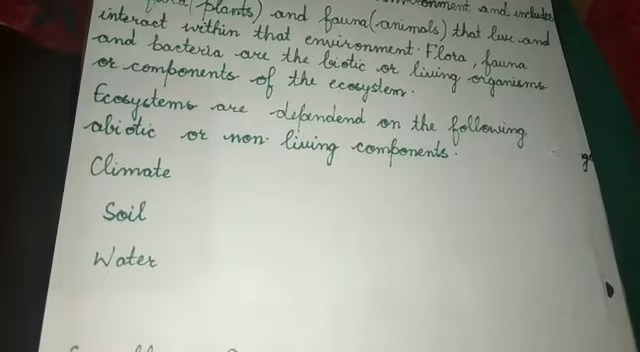 (plants) and fauna (animals) that live and
interact within that environment. Flora, fauna
and bacteria are the biotic or living organisms
or components of the ecosystem.
Ecosystems are dependend on the following
abiotic or non living components.
Climate
Soil
Water